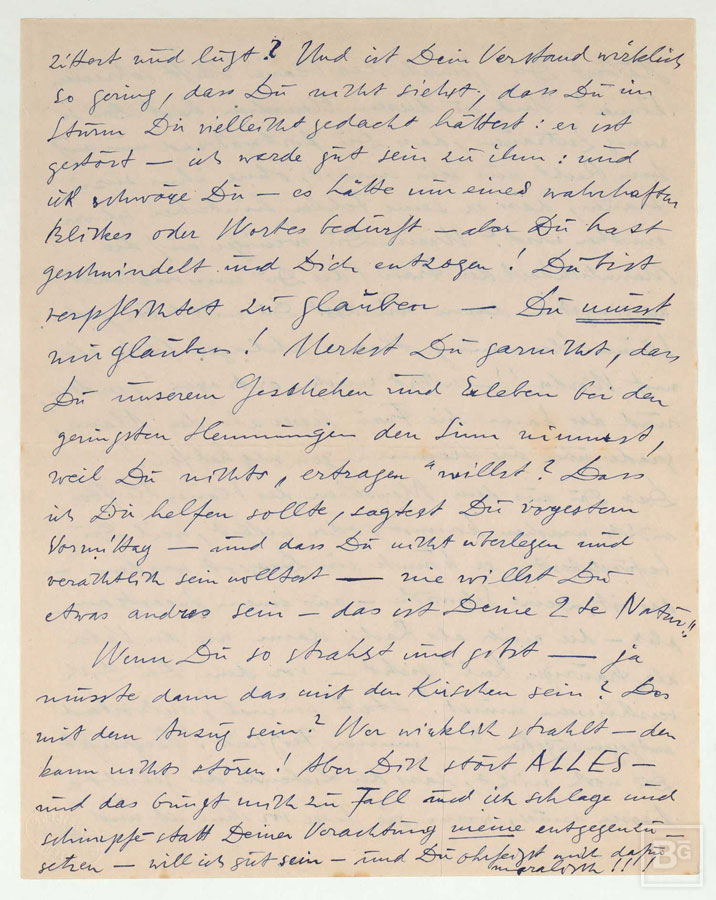 zittert und lügt? Und ist Dein Verstand wirklich
so gering, dass Du nicht siehst, dass Du im
Sturm Dir vielleicht gedacht hättest: er ist
gestört – ich werde gut sein zu ihm: und
ich schwöre Dir – es hätte nur eines wahrhaften
Blickes oder Wortes bedurft – aber Du hast
geschwindelt und Dich entzogen! Du bist
verpflichtet zu glauben – Du musst
mir glauben! Merkst Du garnicht, dass
Du unserem Geschehen und Erleben bei den
geringsten Hemmungen den Sinn nimmst,
weil Du nichts „ertragen" willst? Dass
ich Dir helfen sollte, sagtest Du vorgestern
Vormittag – und dass Du nicht überlegen und
verächtlich sein wolltest – nie willst Du
etwas andres sein – das ist Deine 2te Natur!!
Wenn Du so strahlst und gibst – ja
müsste dann das mit den Kirschen sein? Das
mit dem Anzug sein? Wer wirklich strahlt – den
kann nichts stören! Aber Dich stört ALLES –
und das bringt mich zu Fall und ich schlage und
schimpfe statt Deiner Verachtung meine entgegenzu-
setzen – will ich gut sein – und Du ohrfeigst mich dafür
moralisch!!!!
BG